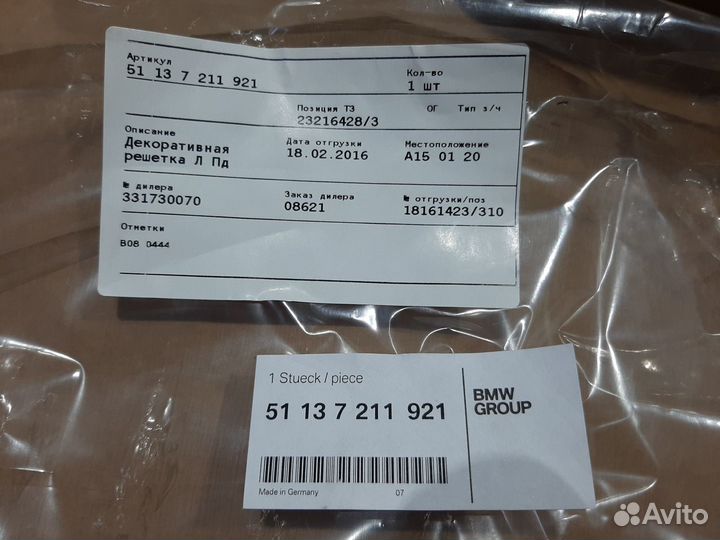 Артикул
51 13 7 211 921
Кол-во
1 шт
Позиция ТЗ
23216428/3
ОГ
Тип з/ч
Описание
Декоративная
решетка Л Пд
Дата отгрузки
18.02.2016
Местоположение
A15 01 20
№ дилера
331730070
Заказ дилера
08621
№ отгрузки/поз
18161423/310
Отметки
B08 0444
1 Stueck / piece
51 13 7 211 921
BMW
GROUP
Made in Germany
07
Avito